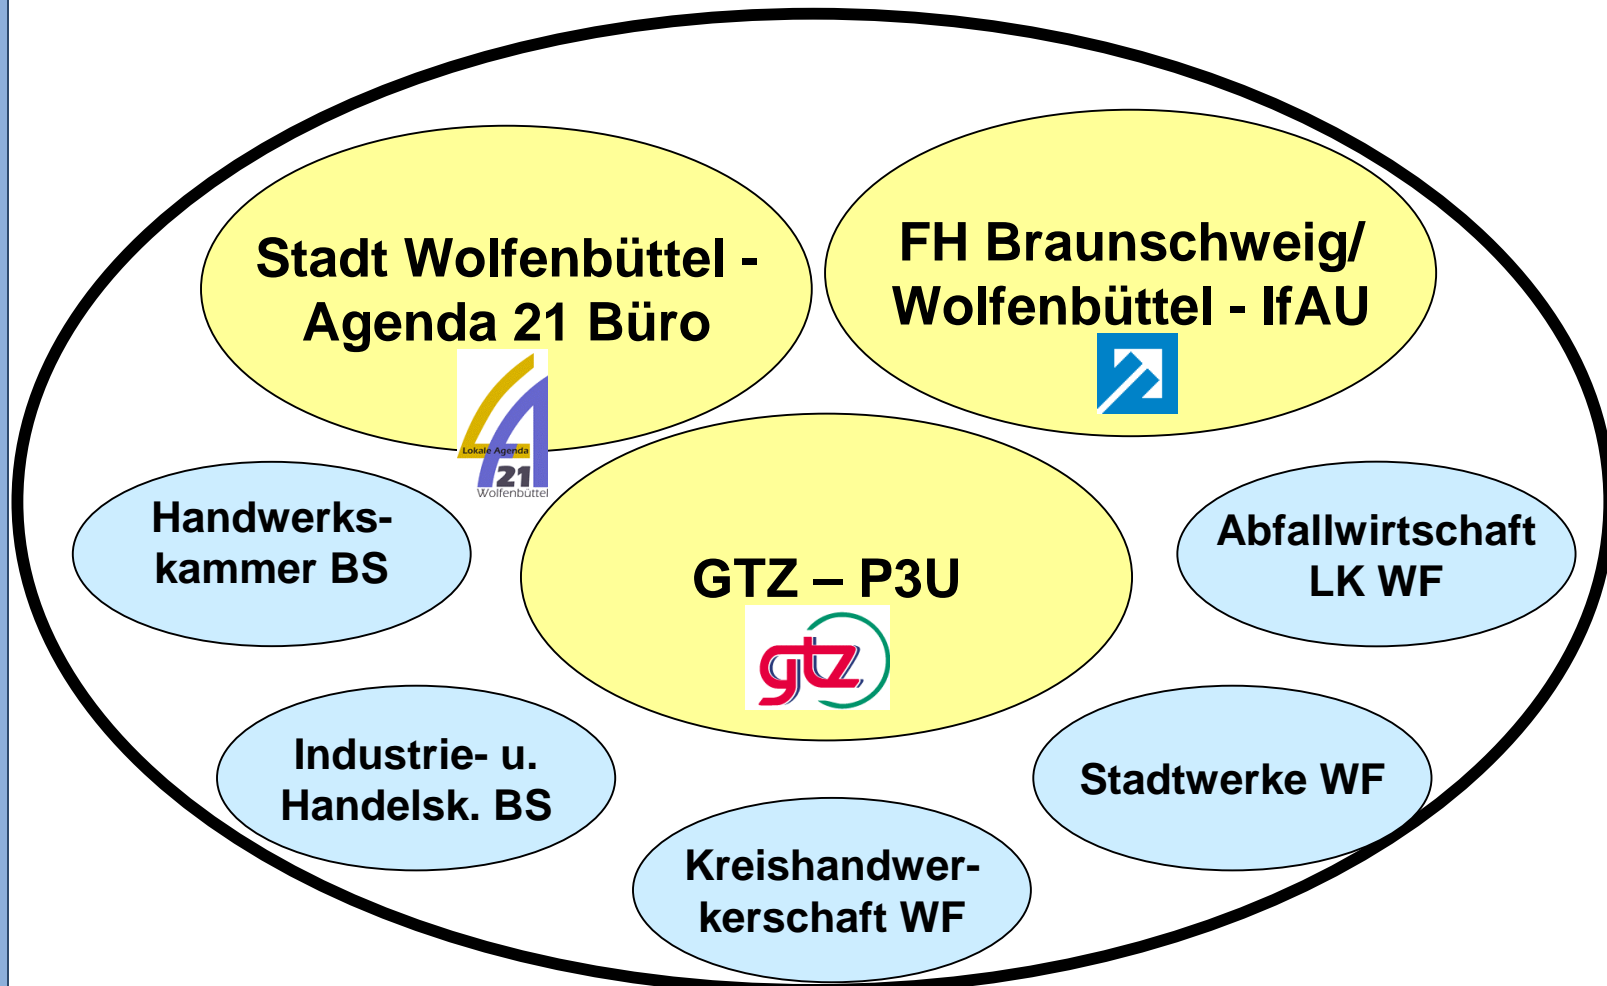 Stadt Wolfenbüttel -
Agenda 21 Büro
Lokale Agenda
21
Wolfenbüttel
FH Braunschweig/
Wolfenbüttel - IfAU
GTZ – P3U
gtz
Handwerks-
kammer BS
Abfallwirtschaft
LK WF
Industrie- u.
Handelsk. BS
Stadtwerke WF
Kreishandwer-
kerschaft WF